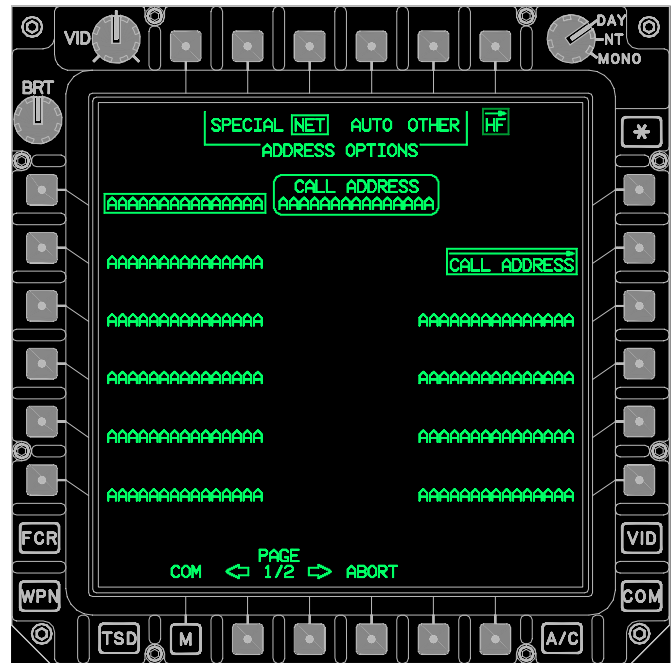 VID
DAY
NT
MONO
BRT
SPECIAL NET AUTO OTHER HF
ADDRESS OPTIONS
*
CALL ADDRESS
AAAAAAAAAAAAAAA AAAAAAAAAAAAAAA
AAAAAAAAAAAAAAA CALL ADDRESS
AAAAAAAAAAAAAAA AAAAAAAAAAAAAAA
AAAAAAAAAAAAAAA AAAAAAAAAAAAAAA
AAAAAAAAAAAAAAA AAAAAAAAAAAAAAA
AAAAAAAAAAAAAAA AAAAAAAAAAAAAAA
FCR VID
PAGE
COM 1/2 ABORT
WPN COM
TSD M A/C